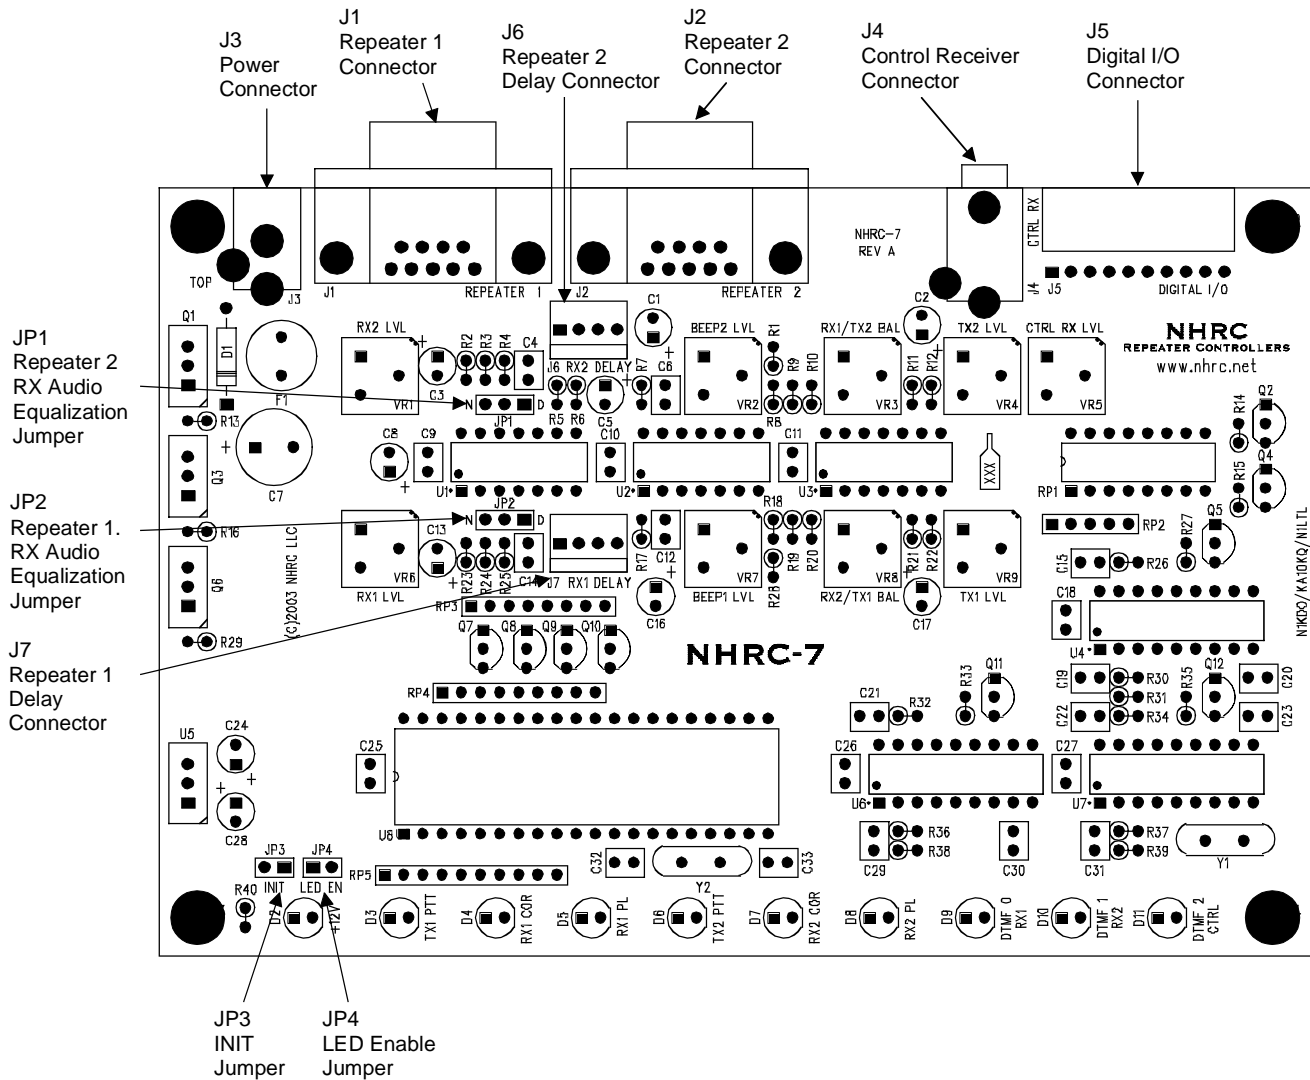 J3
Power
Connector
J1
Repeater 1
Connector
J6
Repeater 2
Delay Connector
J2
Repeater 2
Connector
J4
Control Receiver
Connector
J5
Digital I/O
Connector
JP1
Repeater 2
RX Audio
Equalization
Jumper
JP2
Repeater 1.
RX Audio
Equalization
Jumper
J7
Repeater 1
Delay
Connector
JP3
INIT
Jumper
JP4
LED Enable
Jumper
TOP
J3
J1
REPEATER 1
J2
REPEATER 2
NHRC-7
REV A
CTRL RX
J4
J5
DIGITAL I/O
Q1
D1
F1
RX2 LVL
VR1
C3
R2
R3
R4
C4
J6 RX2 DELAY
C1
R7
C6
BEEP2 LVL
VR2
R1
R8
R9
R10
RX1/TX2 BAL
VR3
C2
R11
R12
TX2 LVL
VR4
CTRL RX LVL
VR5
NHRC
REPEATER CONTROLLERS
www.nhrc.net
R13
N
D
JP1
R5
R6
C5
R14
Q2
Q3
C7
C8
C9
U1
C10
U2
C11
U3
XXX
RP1
R15
Q4
R16
N
JP2
D
R18
RP2
R27
Q5
(C)2003 NHRC LLC
Q6
VR6
RX1 LVL
C13
R23
R24
R25
C14
J7 RX1 DELAY
R17
C12
VR7
BEEP1 LVL
R28
R19
R20
VR8
RX2/TX1 BAL
R21
R22
VR9
TX1 LVL
C15
R26
N1KDO/KA1OKQ/N1LTL
R29
RP3
C16
C17
C18
U4
Q7
Q8
Q9
Q10
NHRC-7
RP4
C21
R32
R33
Q11
C19
R30
R31
R35
Q12
C20
C22
R34
C23
U5
C24
C25
C26
U6
C27
U7
C28
U8
R36
R38
C29
C30
R37
R39
C31
Y1
JP3
INIT
JP4
LED EN
RP5
C32
Y2
C33
R40
D2
+12V
D3
TX1 PTT
D4
RX1 COR
D5
RX1 PL
D6
TX2 PTT
D7
RX2 COR
D8
RX2 PL
D9
DTMF 0
RX1
D10
DTMF 1
RX2
D11
DTMF 2
CTRL